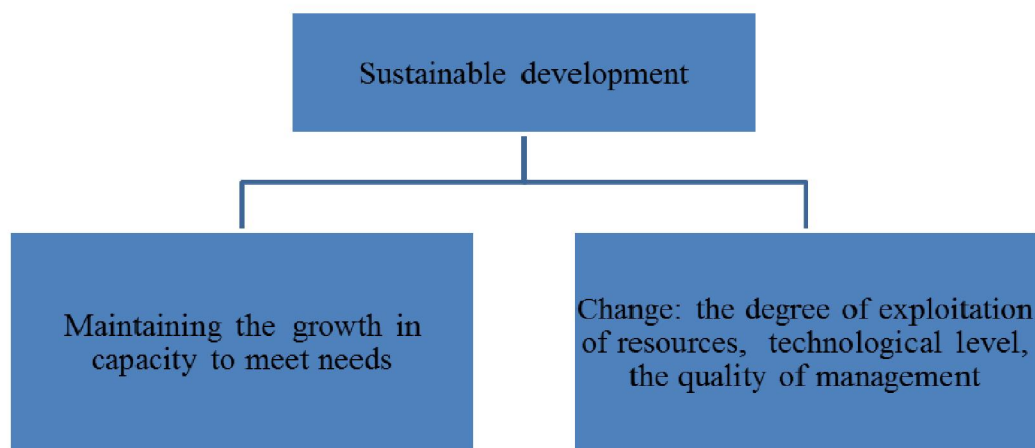 Sustainable development
Maintaining the growth in
capacity to meet needs
Change: the degree of exploitation
of resources, technological level,
the quality of management